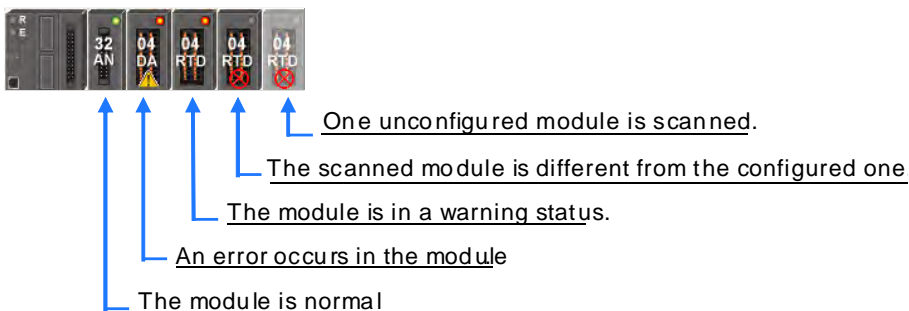 R
E
32 04 04 04 04
AN DA RTD RTD RTD
One unconfigured module is scanned.
The scanned module is different from the configured one
The module is in a warning status.
An error occurs in the module
The module is normal